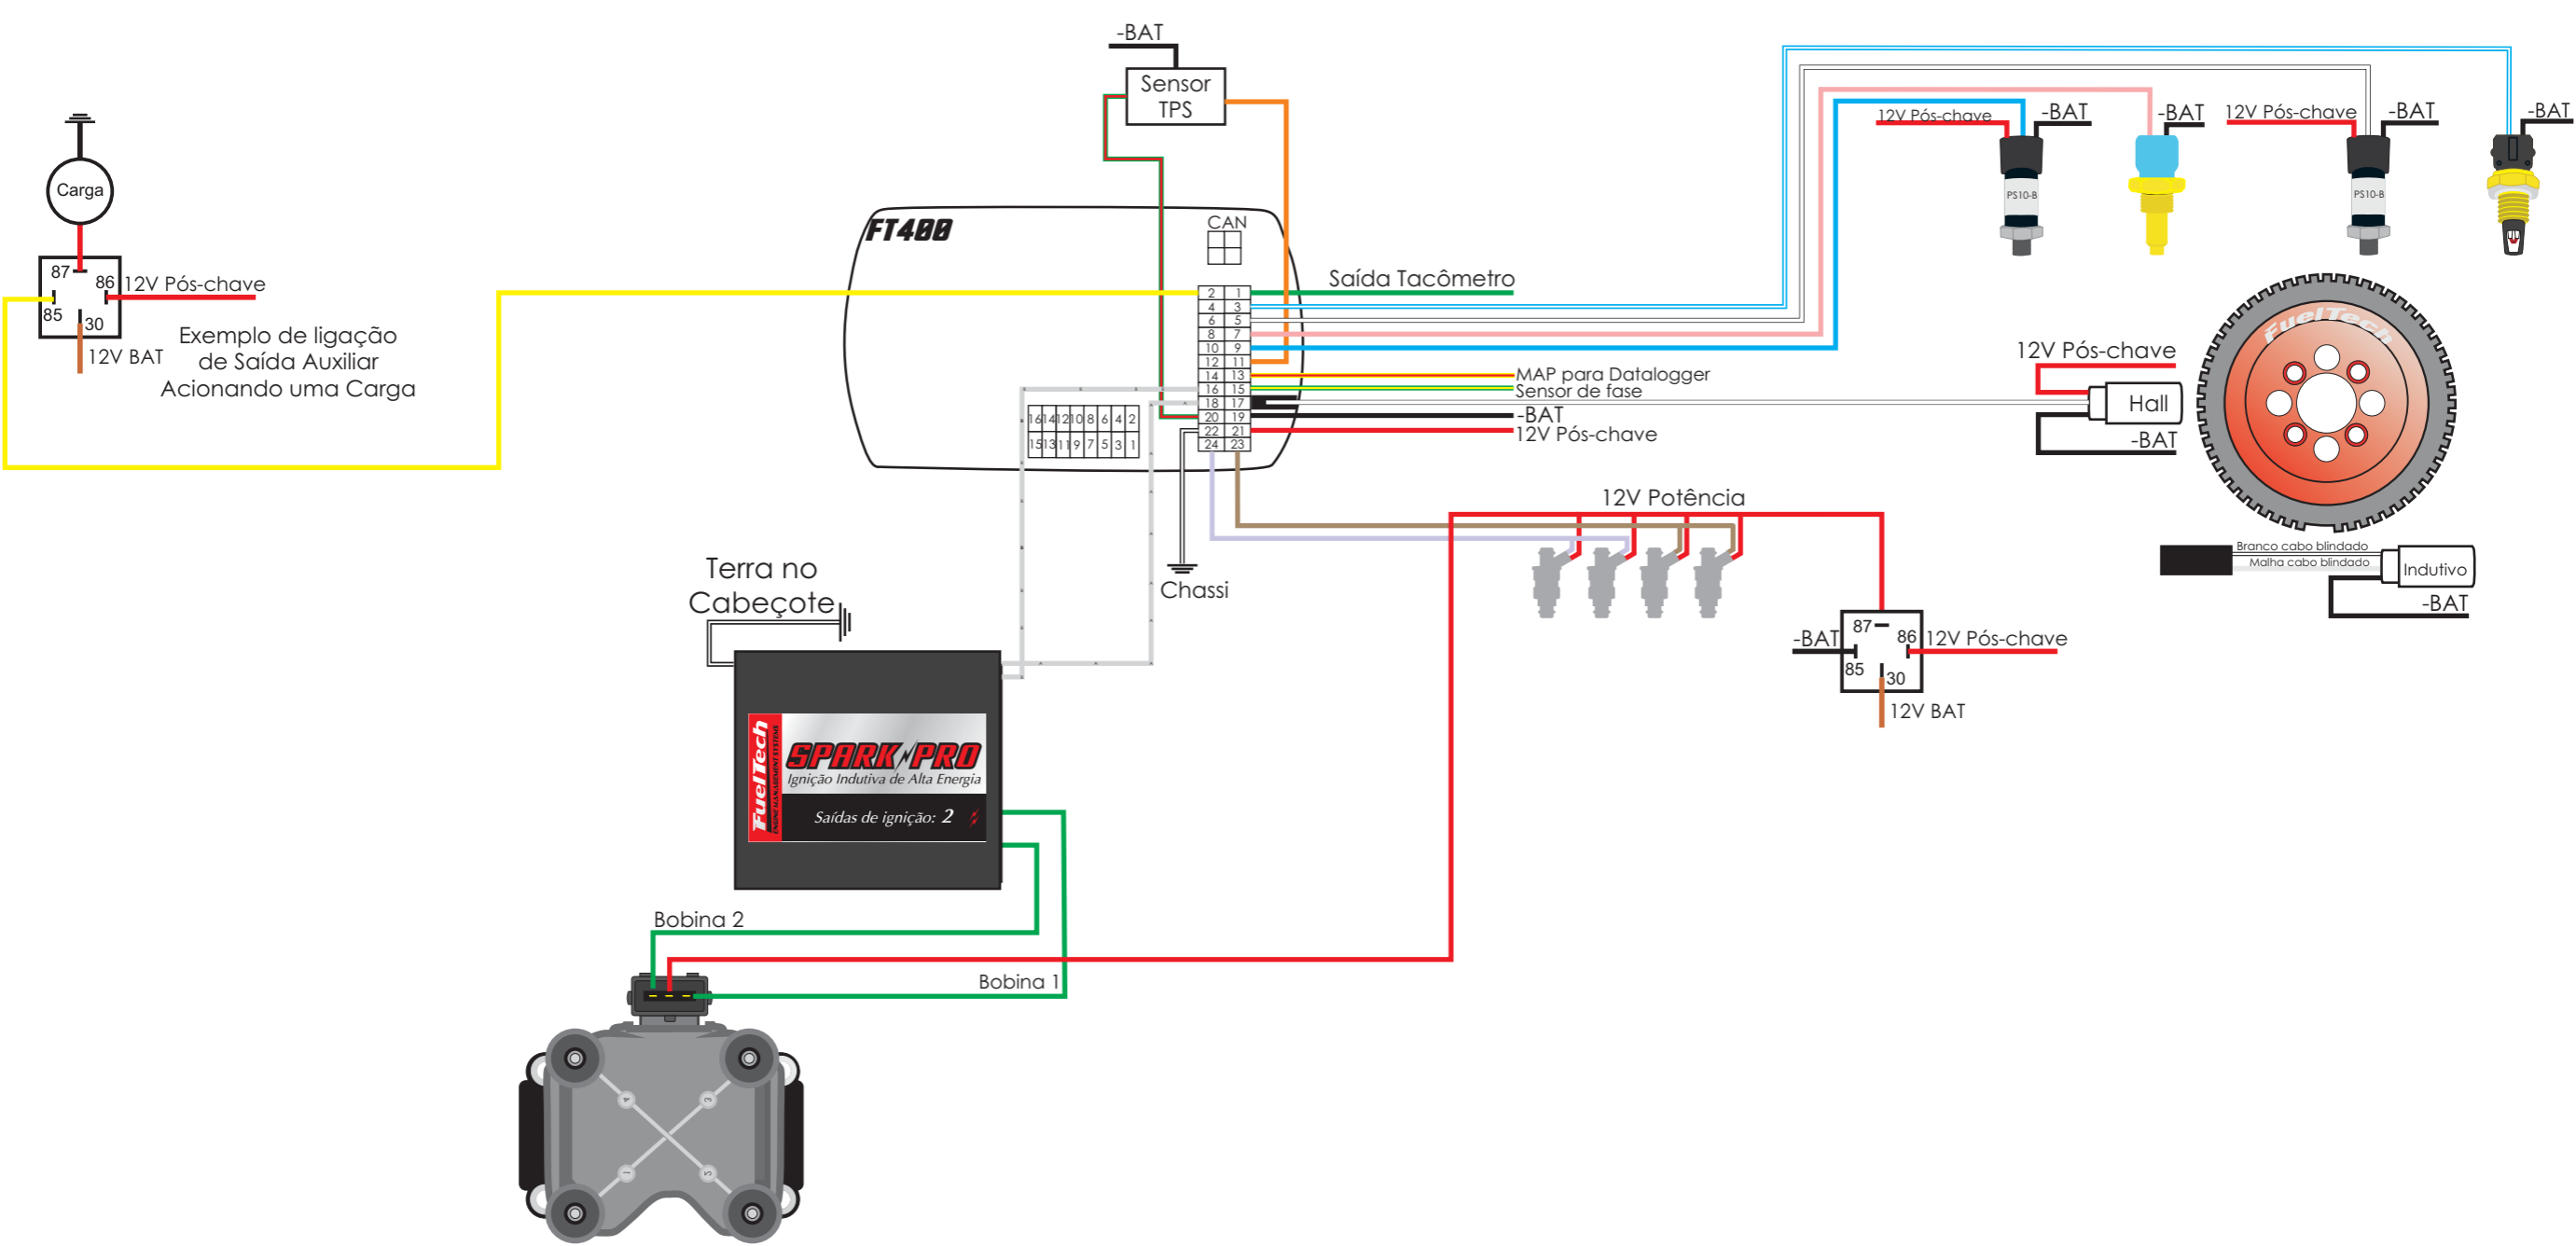 -BAT
Sensor
TPS
12V Pós-chave
-BAT
-BAT
12V Pós-chave
-BAT
-BAT
PS10-B
PS10-B
Carga
87
86
85
30
12V Pós-chave
12V BAT
Exemplo de ligação
de Saída Auxiliar
Acionando uma Carga
FT400
CAN
2 1
4 3
6 5
8 7
10 9
12 11
14 13
16 15
18 17
20 19
22 21
24 23
16 14 12 10 8 6 4 2
15 13 11 9 7 5 3 1
Saída Tacômetro
MAP para Datalogger
Sensor de fase
-BAT
12V Pós-chave
FuelTech
12V Pós-chave
Hall
-BAT
Branco cabo blindado
Malha cabo blindado
Indutivo
-BAT
12V Potência
Chassi
87
86
85
30
-BAT
12V Pós-chave
12V BAT
Terra no
Cabeçote
FuelTech
ENGINE MANAGEMENT SYSTEMS
SPARK PRO
Ignição Indutiva de Alta Energia
Saídas de ignição: 2
Bobina 2
Bobina 1
4
3
1